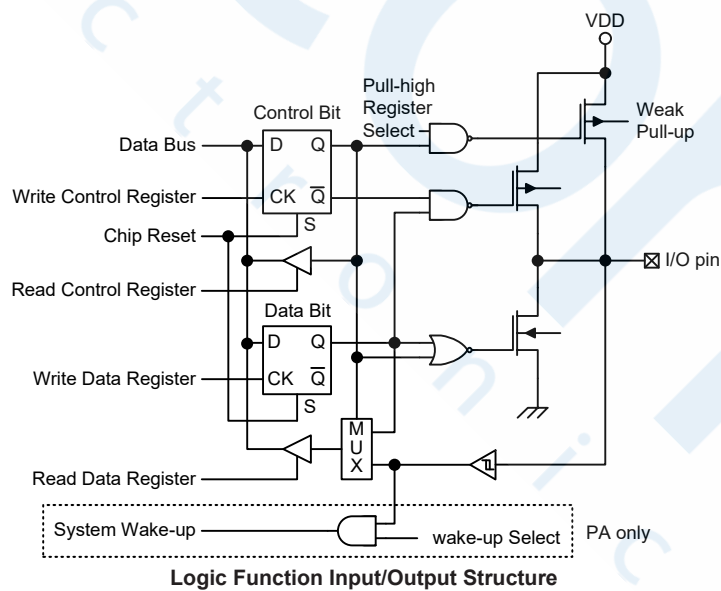 VDD
Pull-high
Register
Select
Control Bit
Weak
Pull-up
Data Bus
D
Q
Write Control Register
CK
Q
S
Chip Reset
I/O pin
Read Control Register
Data Bit
D
Q
Write Data Register
CK
Q
S
M
U
X
Read Data Register
System Wake-up
wake-up Select
PA only
Logic Function Input/Output Structure
c
t
r
o
n
i
c